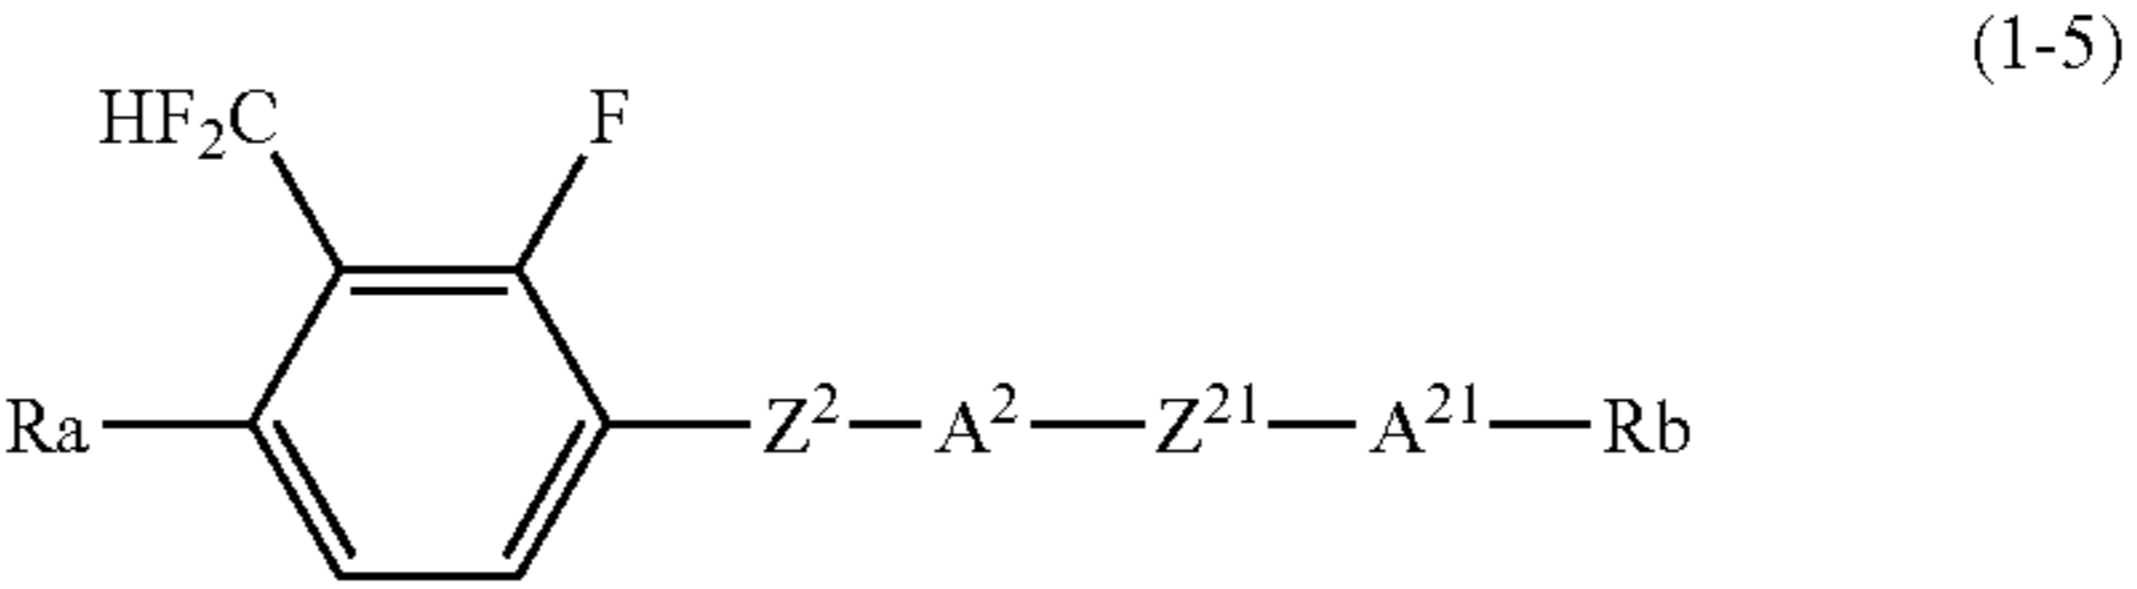 (1-5)
HF₂C F
Ra Z² A² Z²¹ A²¹ Rb